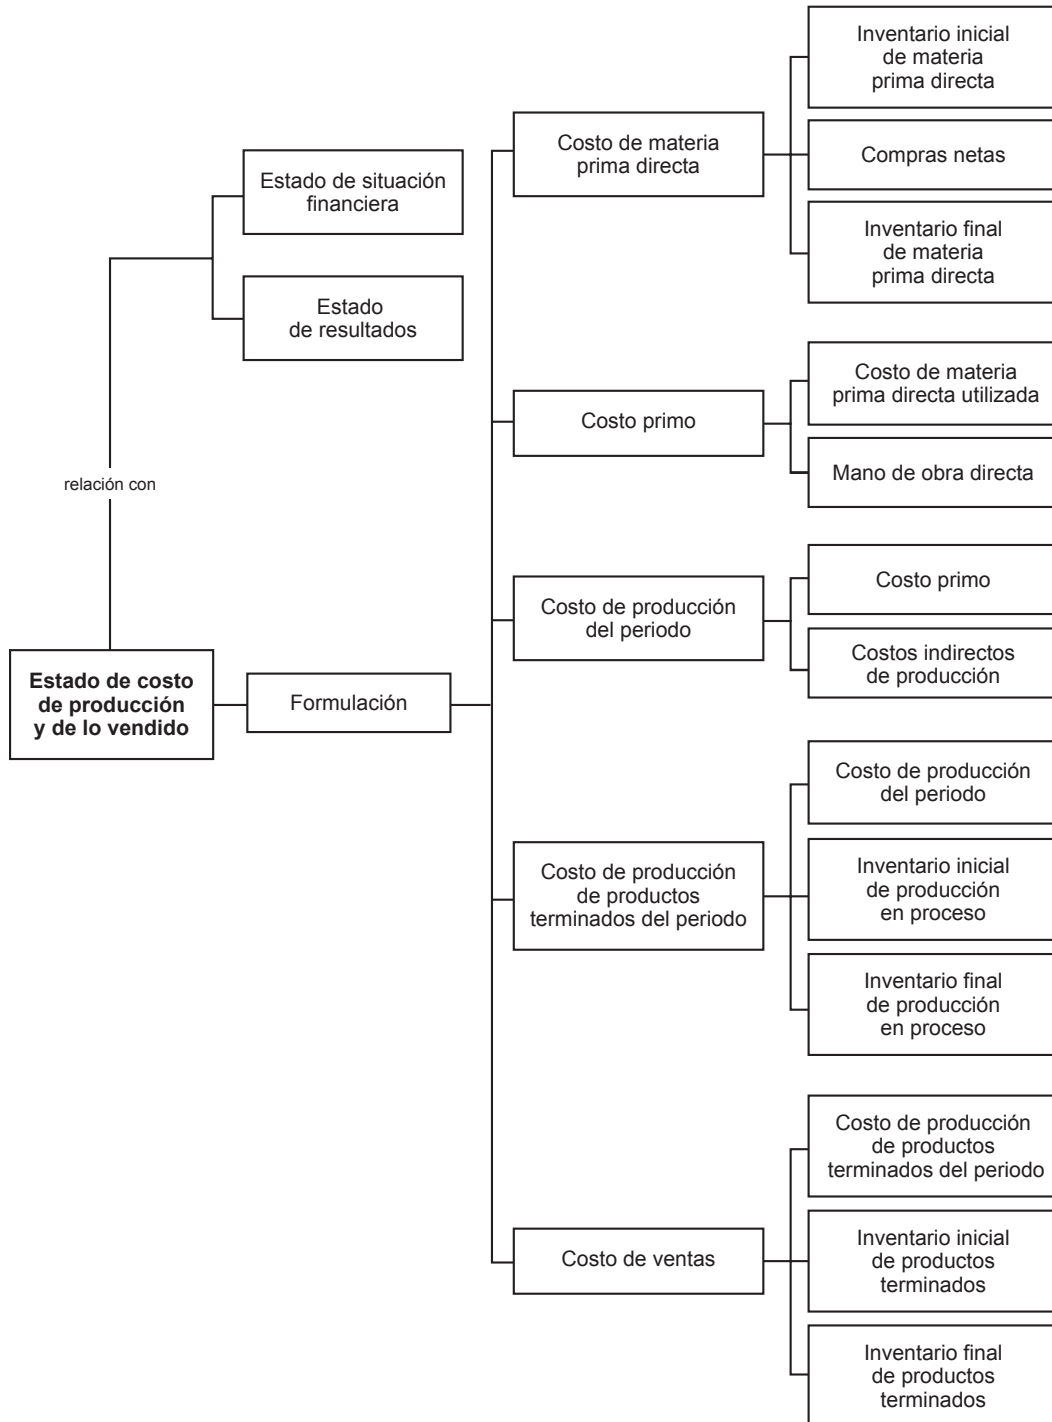 Estado de costo
de producción
y de lo vendido
relación con
Estado de situación
financiera
Estado
de resultados
Formulación
Costo de materia
prima directa
Inventario inicial
de materia
prima directa
Compras netas
Inventario final
de materia
prima directa
Costo primo
Costo de materia
prima directa utilizada
Mano de obra directa
Costo de producción
del periodo
Costo primo
Costos indirectos
de producción
Costo de producción
de productos
terminados del periodo
Costo de producción
del periodo
Inventario inicial
de producción
en proceso
Inventario final
de producción
en proceso
Costo de ventas
Costo de producción
de productos
terminados del periodo
Inventario inicial
de productos
terminados
Inventario final
de productos
terminados